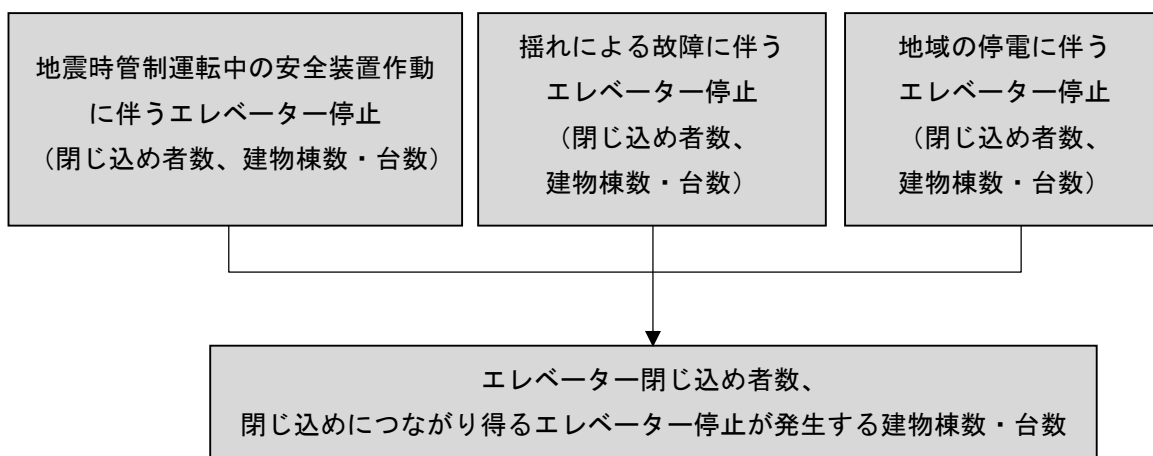 地震時管制運転中の安全装置作動
に伴うエレベーター停止
（閉じ込め者数、建物棟数・台数）
揺れによる故障に伴う
エレベーター停止
（閉じ込め者数、
建物棟数・台数）
地域の停電に伴う
エレベーター停止
（閉じ込め者数、
建物棟数・台数）
エレベーター閉じ込め者数、
閉じ込めにつながり得るエレベーター停止が発生する建物棟数・台数